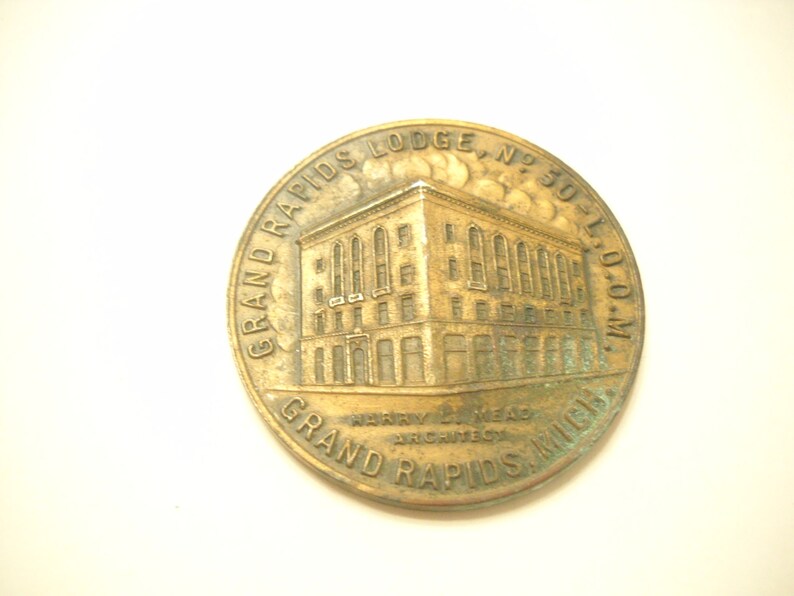 GRAND RAPIDS LODGE, No. 50 - L.O.O.M.
HARRY L. MEAD
ARCHITECT
GRAND RAPIDS, MICH.